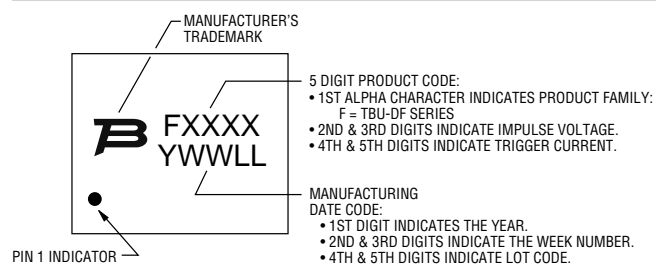 MANUFACTURER'S
TRADEMARK
FXXXX
YWWLL
5 DIGIT PRODUCT CODE:
• 1ST ALPHA CHARACTER INDICATES PRODUCT FAMILY:
F = TBU-DF SERIES
• 2ND & 3RD DIGITS INDICATE IMPULSE VOLTAGE.
• 4TH & 5TH DIGITS INDICATE TRIGGER CURRENT.
MANUFACTURING
DATE CODE:
• 1ST DIGIT INDICATES THE YEAR.
• 2ND & 3RD DIGITS INDICATE THE WEEK NUMBER.
• 4TH & 5TH DIGITS INDICATE LOT CODE.
PIN 1 INDICATOR